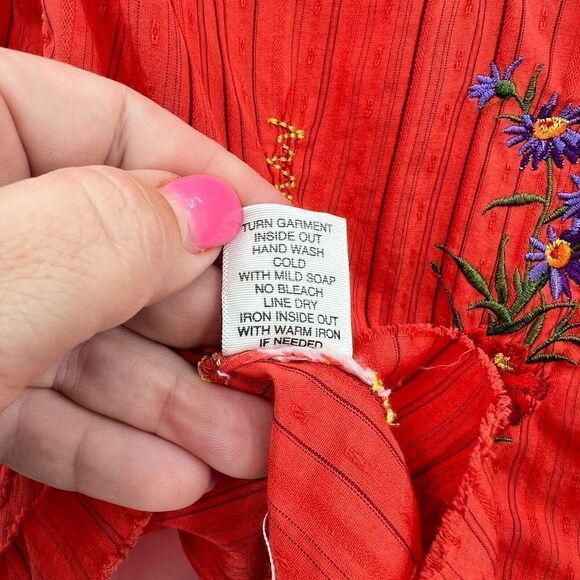 TURN GARMENT
INSIDE OUT
HAND WASH
COLD
WITH MILD SOAP
NO BLEACH
LINE DRY
IRON INSIDE OUT
WITH WARM IRON
IF NEEDED